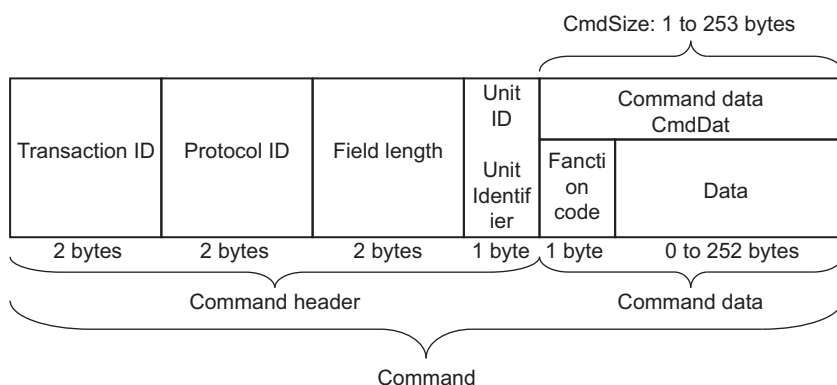 CmdSize: 1 to 253 bytes
Transaction ID
Protocol ID
Field length
Unit
ID
Unit
Identif
ier
Command data
CmdDat
Fancti
on
code
Data
2 bytes
2 bytes
2 bytes
1 byte
1 byte
0 to 252 bytes
Command header
Command data
Command